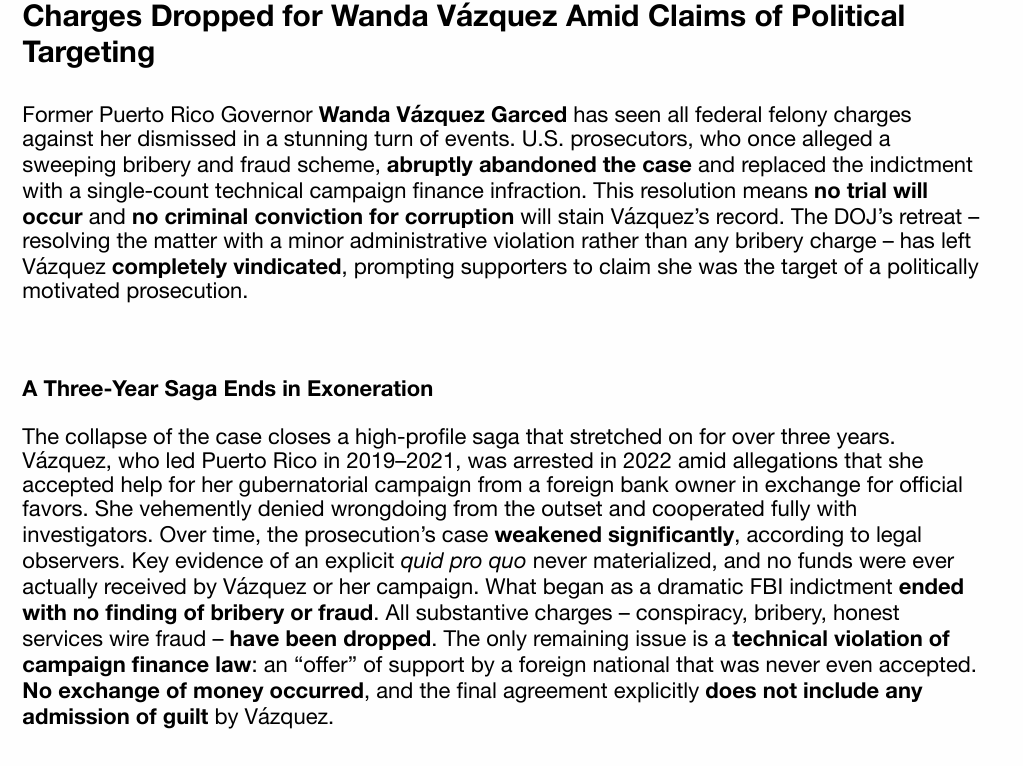 Charges Dropped for Wanda Vázquez Amid Claims of Political
Targeting
Former Puerto Rico Governor Wanda Vázquez Garced has seen all federal felony charges
against her dismissed in a stunning turn of events. U.S. prosecutors, who once alleged a
sweeping bribery and fraud scheme, abruptly abandoned the case and replaced the indictment
with a single-count technical campaign finance infraction. This resolution means no trial will
occur and no criminal conviction for corruption will stain Vázquez’s record. The DOJ’s retreat –
resolving the matter with a minor administrative violation rather than any bribery charge – has left
Vázquez completely vindicated, prompting supporters to claim she was the target of a politically
motivated prosecution.
A Three-Year Saga Ends in Exoneration
The collapse of the case closes a high-profile saga that stretched on for over three years.
Vázquez, who led Puerto Rico in 2019–2021, was arrested in 2022 amid allegations that she
accepted help for her gubernatorial campaign from a foreign bank owner in exchange for official
favors. She vehemently denied wrongdoing from the outset and cooperated fully with
investigators. Over time, the prosecution’s case weakened significantly, according to legal
observers. Key evidence of an explicit quid pro quo never materialized, and no funds were ever
actually received by Vázquez or her campaign. What began as a dramatic FBI indictment ended
with no finding of bribery or fraud. All substantive charges – conspiracy, bribery, honest
services wire fraud – have been dropped. The only remaining issue is a technical violation of
campaign finance law: an “offer” of support by a foreign national that was never even accepted.
No exchange of money occurred, and the final agreement explicitly does not include any
admission of guilt by Vázquez.